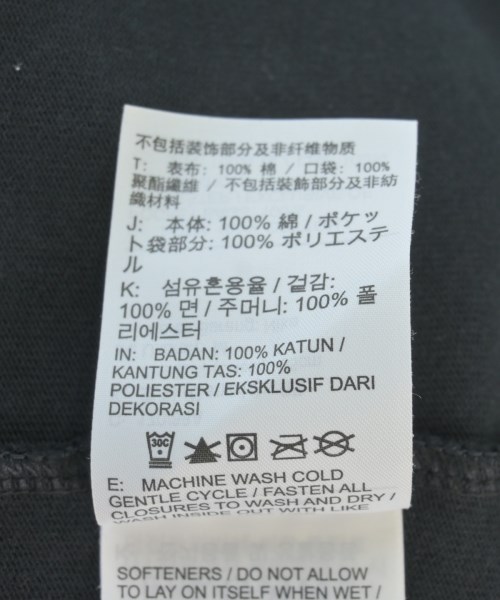 不包括装饰部分及非纤维物质
T: 表布: 100% 棉 / 口袋: 100%
聚酯纖維 / 不包括裝飾部分及非紡
織材料
J: 本体: 100% 綿 / ポケッ
ト袋部分: 100% ポリエステ
ル
K: 섬유혼용율 / 겉감:
100% 면 / 주머니: 100% 폴
리에스터
IN: BADAN: 100% KATUN /
KANTUNG TAS: 100%
POLIESTER / EKSKLUSIF DARI
DEKORASI
30C
E: MACHINE WASH COLD
GENTLE CYCLE / FASTEN ALL
CLOSURES TO WASH AND DRY /
WASH INSIDE OUT WITH LIKE
SOFTENERS / DO NOT ALLOW
TO LAY ON ITSELF WHEN WET /